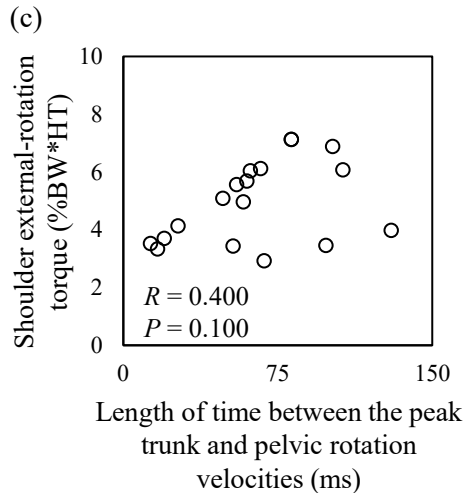 (c)
10
8
6
4
2
0
Shoulder external-rotation
torque (%BW*HT)
R = 0.400
P = 0.100
0 75 150
Length of time between the peak
trunk and pelvic rotation
velocities (ms)